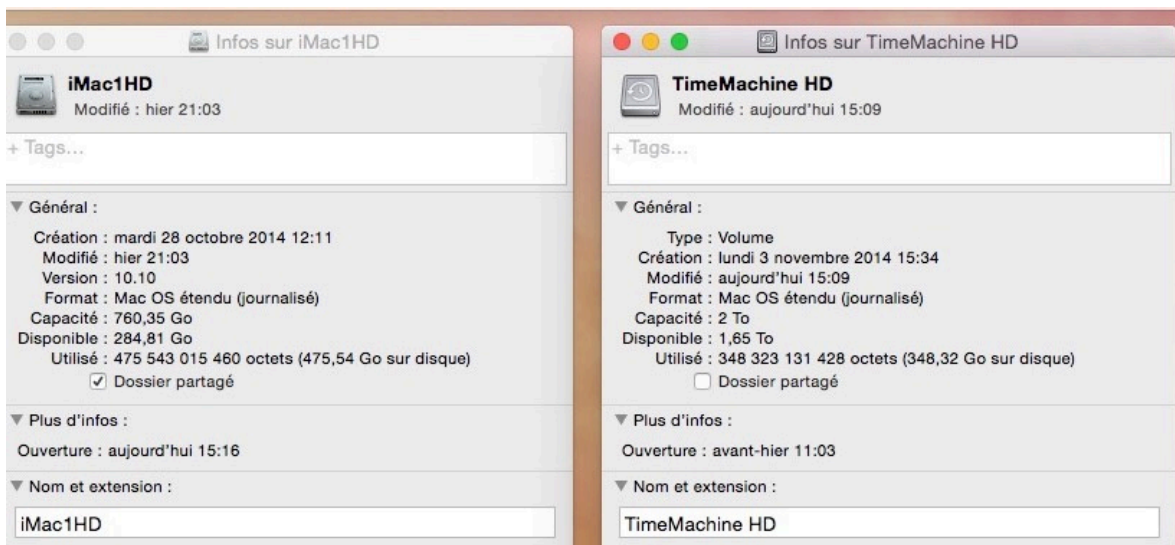 Infos sur iMac1HD
iMac1HD
Modifié : hier 21:03
+ Tags...
Général :
Création : mardi 28 octobre 2014 12:11
Modifié : hier 21:03
Version : 10.10
Format : Mac OS étendu (journalisé)
Capacité : 760,35 Go
Disponible : 284,81 Go
Utilisé : 475 543 015 460 octets (475,54 Go sur disque)
Dossier partagé
Plus d'infos :
Ouverture : aujourd'hui 15:16
Nom et extension :
iMac1HD
Infos sur TimeMachine HD
TimeMachine HD
Modifié : aujourd'hui 15:09
+ Tags...
Général :
Type : Volume
Création : lundi 3 novembre 2014 15:34
Modifié : aujourd'hui 15:09
Format : Mac OS étendu (journalisé)
Capacité : 2 To
Disponible : 1,65 To
Utilisé : 348 323 131 428 octets (348,32 Go sur disque)
Dossier partagé
Plus d'infos :
Ouverture : avant-hier 11:03
Nom et extension :
TimeMachine HD